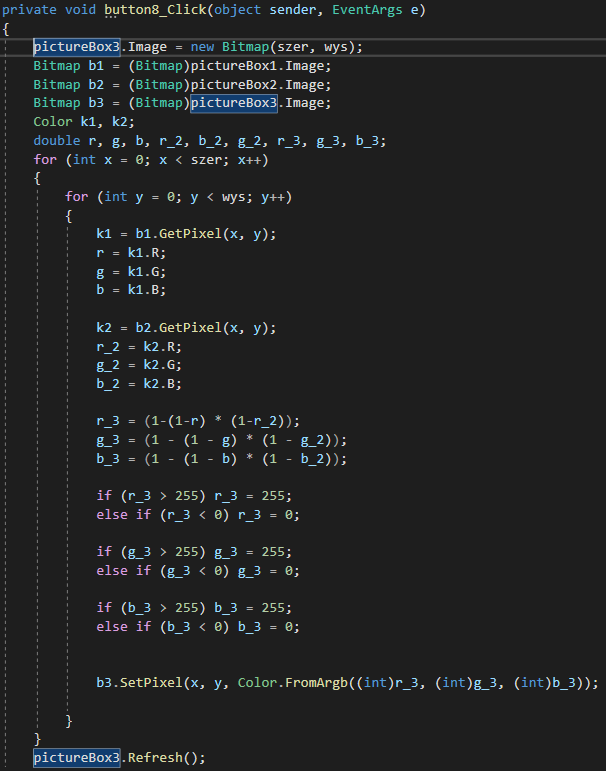 private void button8_Click(object sender, EventArgs e)
{
pictureBox3.Image = new Bitmap(szer, wys);
Bitmap b1 = (Bitmap)pictureBox1.Image;
Bitmap b2 = (Bitmap)pictureBox2.Image;
Bitmap b3 = (Bitmap)pictureBox3.Image;
Color k1, k2;
double r, g, b, r_2, b_2, g_2, r_3, g_3, b_3;
for (int x = 0; x < szer; x++)
{
for (int y = 0; y < wys; y++)
{
k1 = b1.GetPixel(x, y);
r = k1.R;
g = k1.G;
b = k1.B;
k2 = b2.GetPixel(x, y);
r_2 = k2.R;
g_2 = k2.G;
b_2 = k2.B;
r_3 = (1-(1-r) * (1-r_2));
g_3 = (1 - (1 - g) * (1 - g_2));
b_3 = (1 - (1 - b) * (1 - b_2));
if (r_3 > 255) r_3 = 255;
else if (r_3 < 0) r_3 = 0;
if (g_3 > 255) g_3 = 255;
else if (g_3 < 0) g_3 = 0;
if (b_3 > 255) b_3 = 255;
else if (b_3 < 0) b_3 = 0;
b3.SetPixel(x, y, Color.FromArgb((int)r_3, (int)g_3, (int)b_3));
}
}
pictureBox3.Refresh();